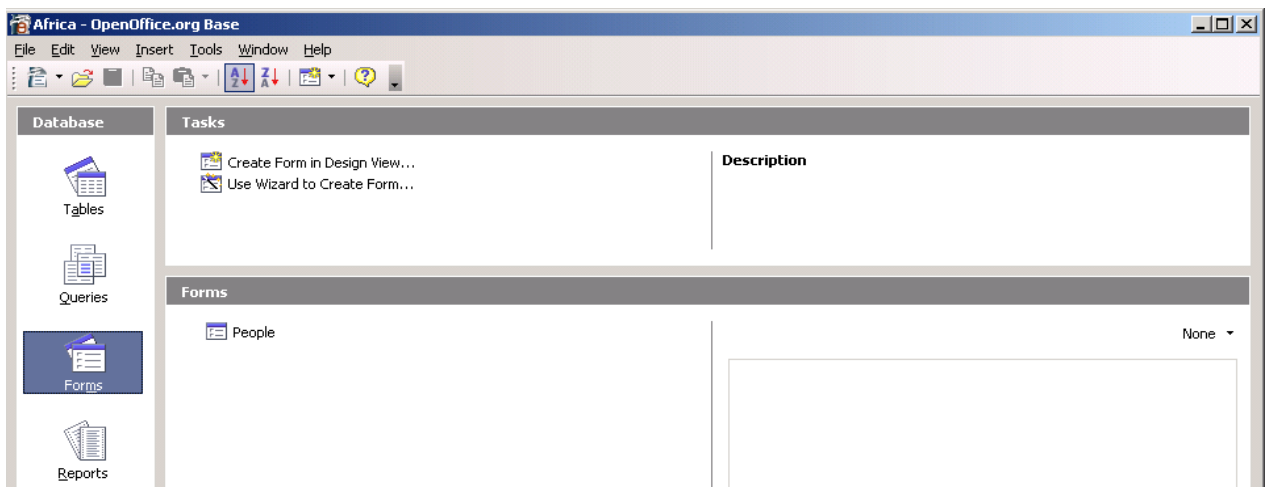 Africa - OpenOffice.org Base
File Edit View Insert Tools Window Help
Database
Tables
Queries
Forms
Reports
Tasks
Create Form in Design View...
Use Wizard to Create Form...
Description
Forms
People
None